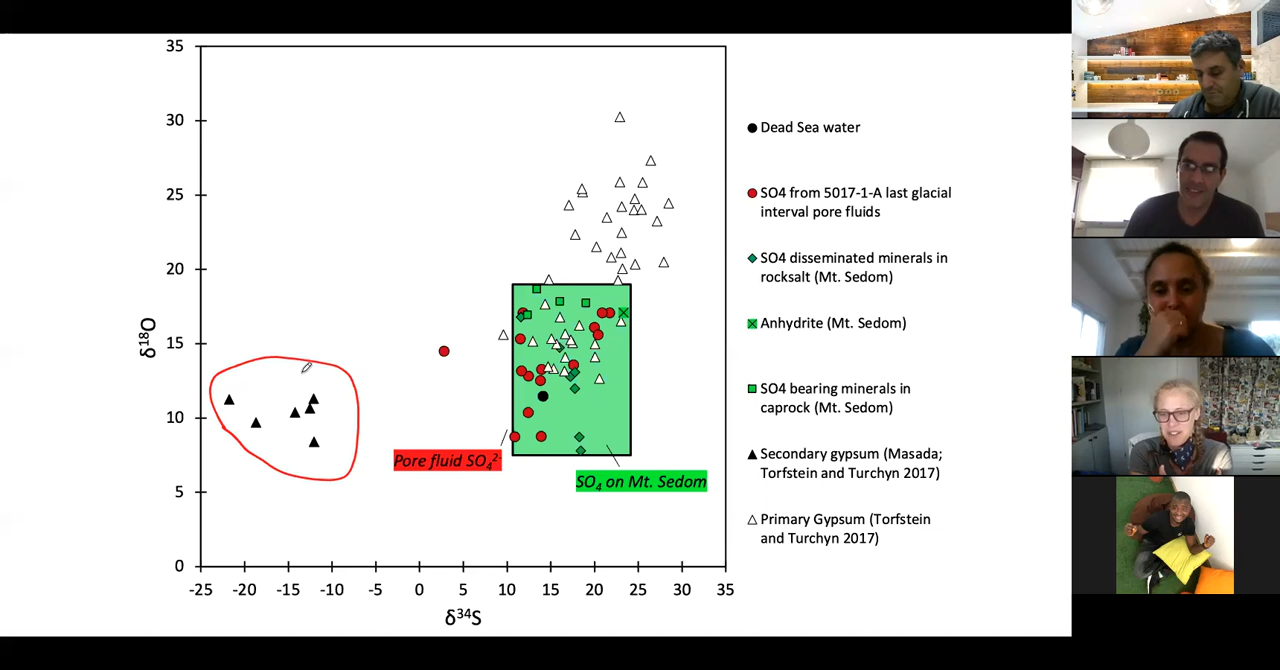 35
30
25
20
15
10
5
0
δ18O
-25 -20 -15 -10 -5 0 5 10 15 20 25 30 35
δ34S
Pore fluid SO42-
SO4 on Mt. Sedom
Dead Sea water
SO4 from 5017-1-A last glacial
interval pore fluids
SO4 disseminated minerals in
rocksalt (Mt. Sedom)
Anhydrite (Mt. Sedom)
SO4 bearing minerals in
caprock (Mt. Sedom)
Secondary gypsum (Masada;
Torfstein and Turchyn 2017)
Primary Gypsum (Torfstein
and Turchyn 2017)